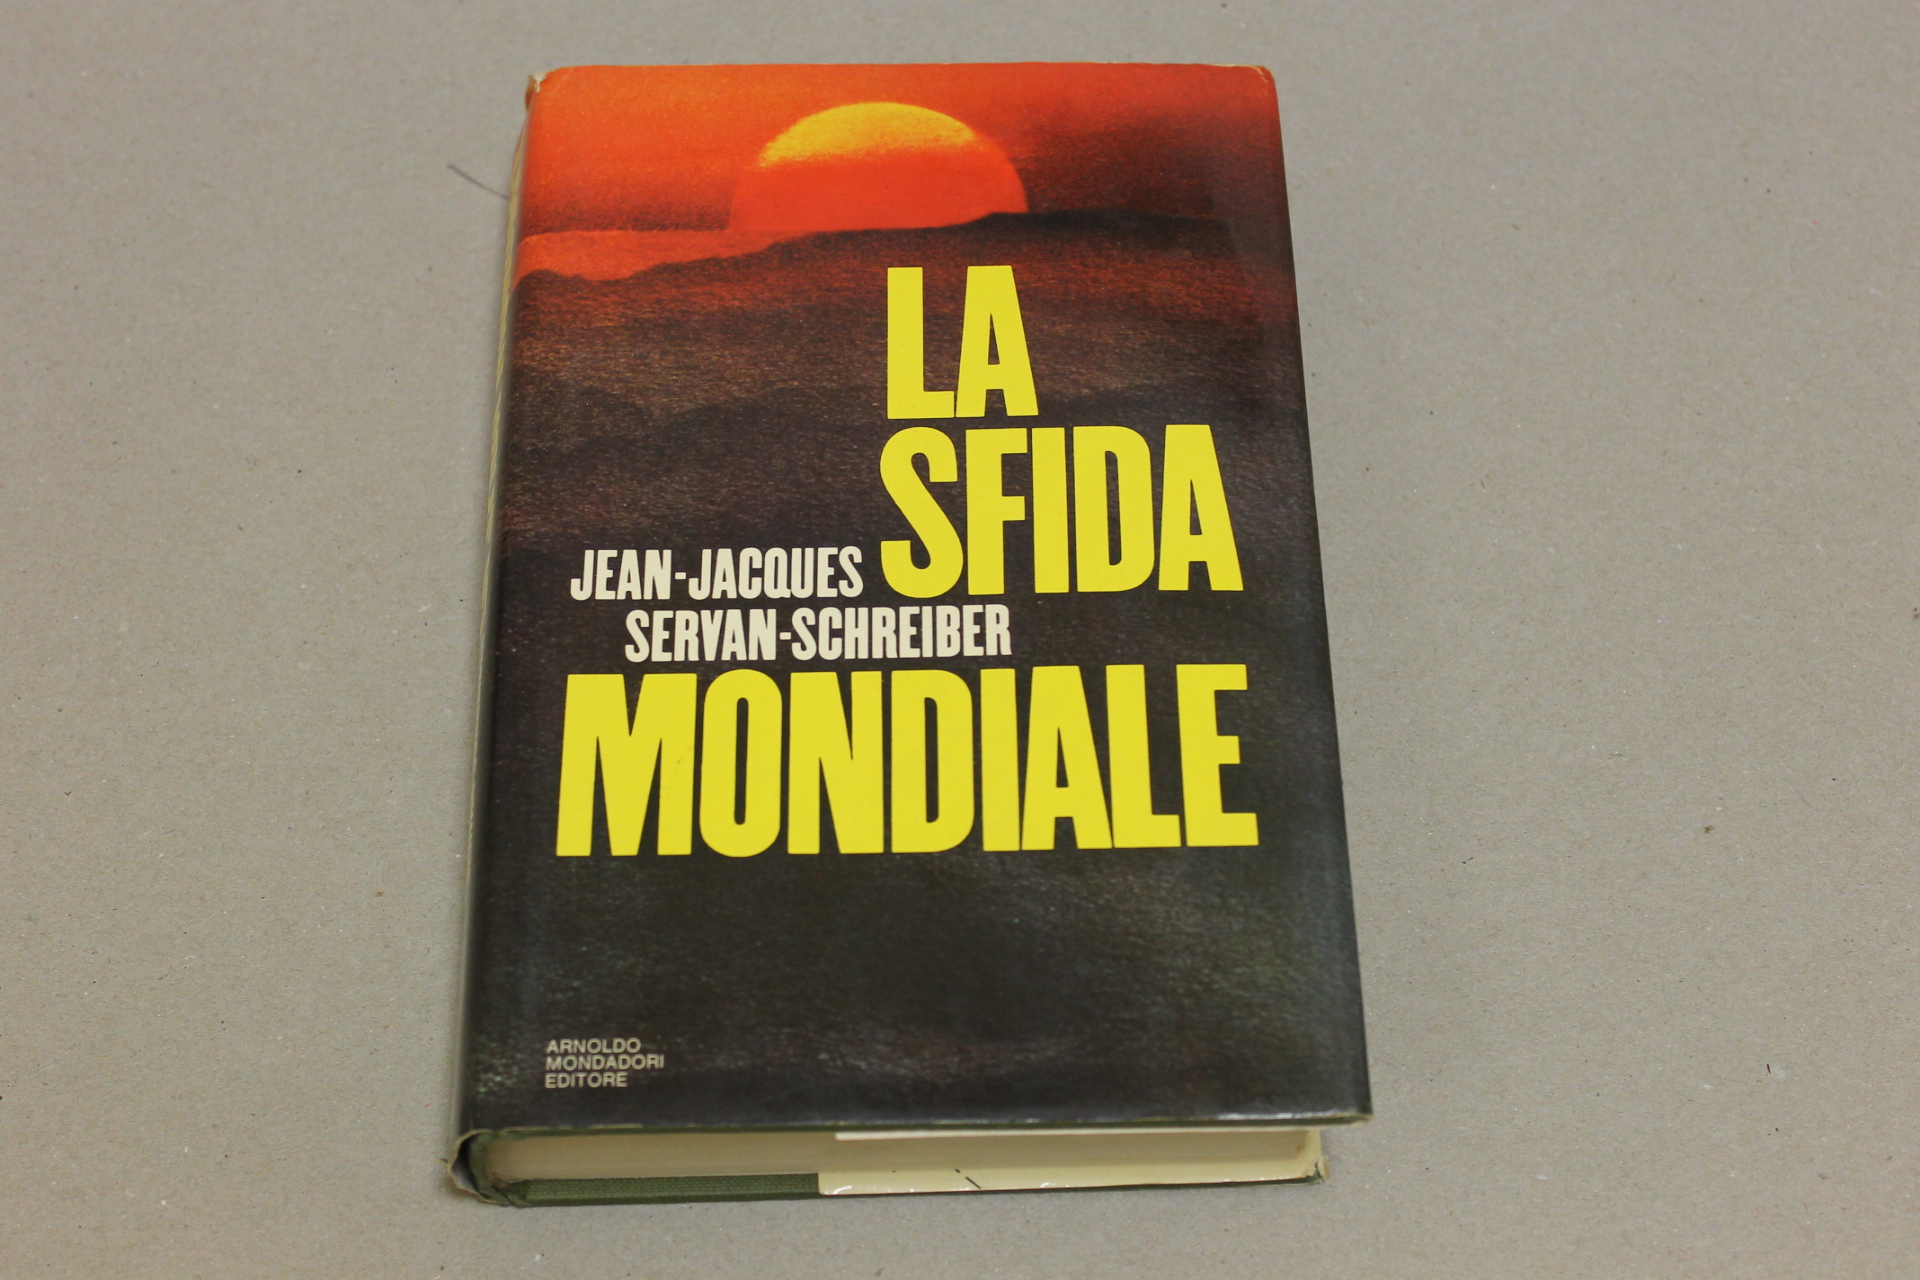 LA
SFIDA
JEAN-JACQUES
SERVAN-SCHREIBER
MONDIALE
ARNOLDO
MONDADORI
EDITORE